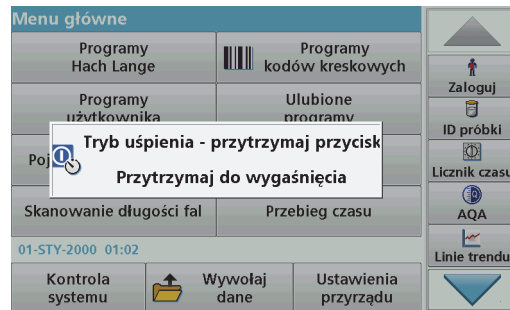 Menu główne
Programy
Hach Lange
Programy
kodów kreskowych
Programy
użytkownika
Ulubione
programy
Tryb uśpienia - przytrzymaj przycisk
Przytrzymaj do wygaśnięcia
Skanowanie długości fal
Przebieg czasu
01-STY-2000 01:02
Kontrola
systemu
Wywołaj
dane
Ustawienia
przyrządu
Zaloguj
ID próbki
Licznik czasu
AQA
Linie trendu